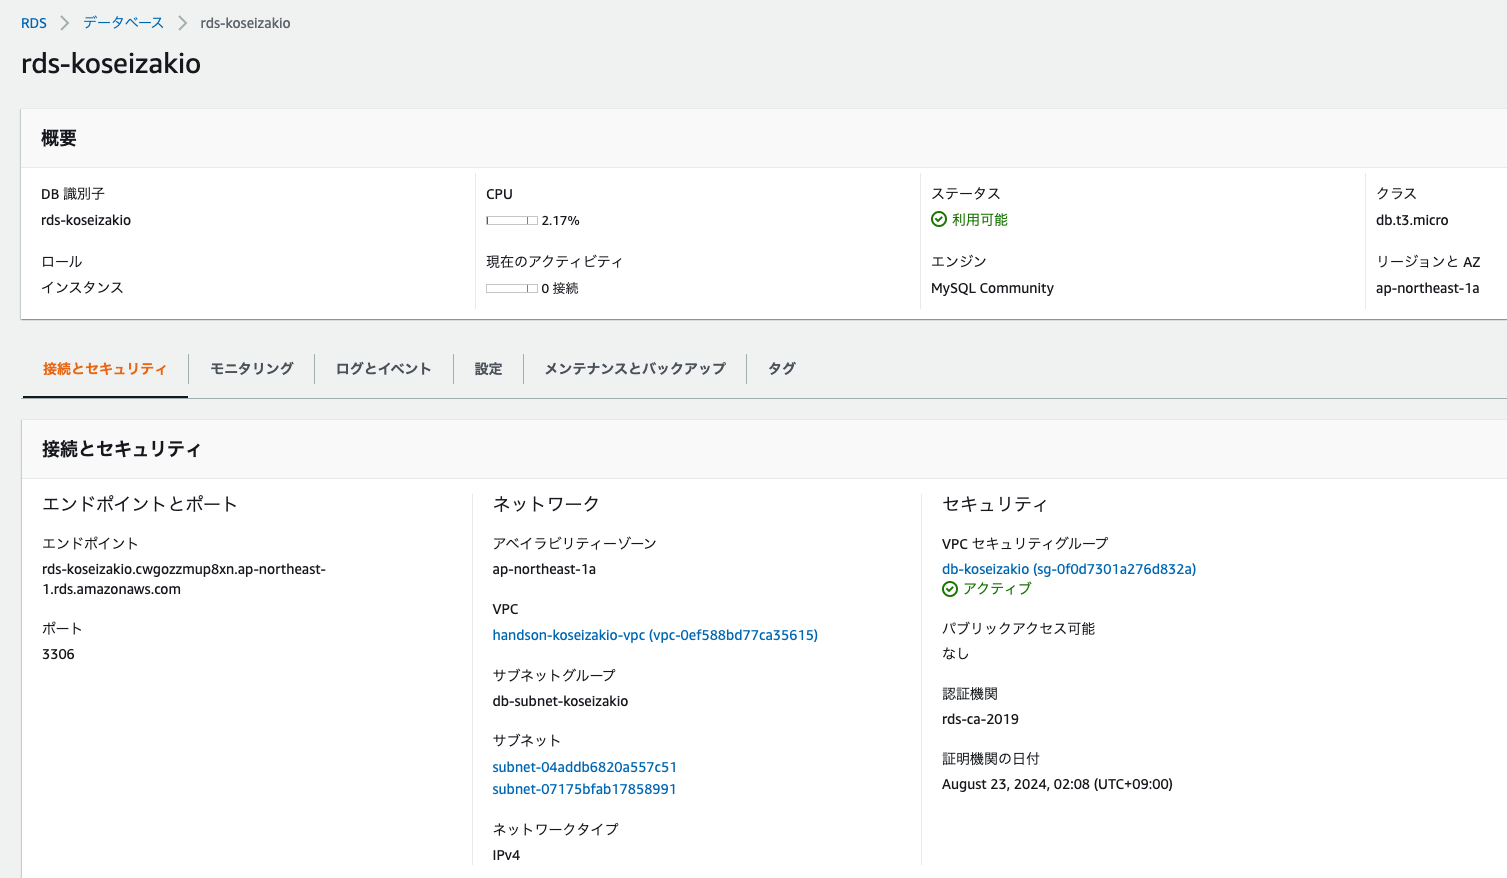 RDS データベース rds-koseizakio
rds-koseizakio
概要
DB 識別子
rds-koseizakio
CPU
2.17%
ステータス
利用可能
クラス
db.t3.micro
ロール
インスタンス
現在のアクティビティ
0 接続
エンジン
MySQL Community
リージョンと AZ
ap-northeast-1a
接続とセキュリティ モニタリング ログとイベント 設定 メンテナンスとバックアップ タグ
接続とセキュリティ
エンドポイントとポート
エンドポイント
rds-koseizakio.cwgozzmup8xn.ap-northeast-
1.rds.amazonaws.com
ポート
3306
ネットワーク
アベイラビリティーゾーン
ap-northeast-1a
VPC
handson-koseizakio-vpc (vpc-0ef588bd77ca35615)
サブネットグループ
db-subnet-koseizakio
サブネット
subnet-04addb6820a557c51
subnet-07175bfab17858991
ネットワークタイプ
IPv4
セキュリティ
VPC セキュリティグループ
db-koseizakio (sg-0f0d7301a276d832a)
アクティブ
パブリックアクセス可能
なし
認証機関
rds-ca-2019
証明機関の日付
August 23, 2024, 02:08 (UTC+09:00)